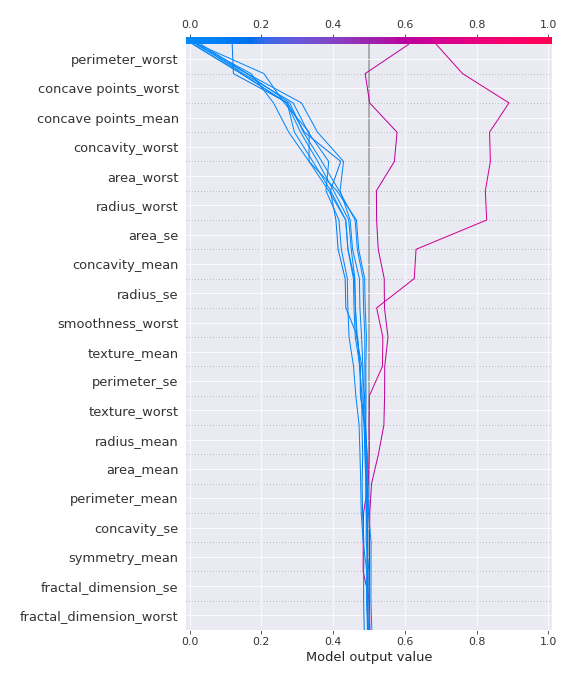 0.0 0.2 0.4 0.6 0.8 1.0
perimeter_worst
concave points_worst
concave points_mean
concavity_worst
area_worst
radius_worst
area_se
concavity_mean
radius_se
smoothness_worst
texture_mean
perimeter_se
texture_worst
radius_mean
area_mean
perimeter_mean
concavity_se
symmetry_mean
fractal_dimension_se
fractal_dimension_worst
0.0 0.2 0.4 0.6 0.8 1.0
Model output value